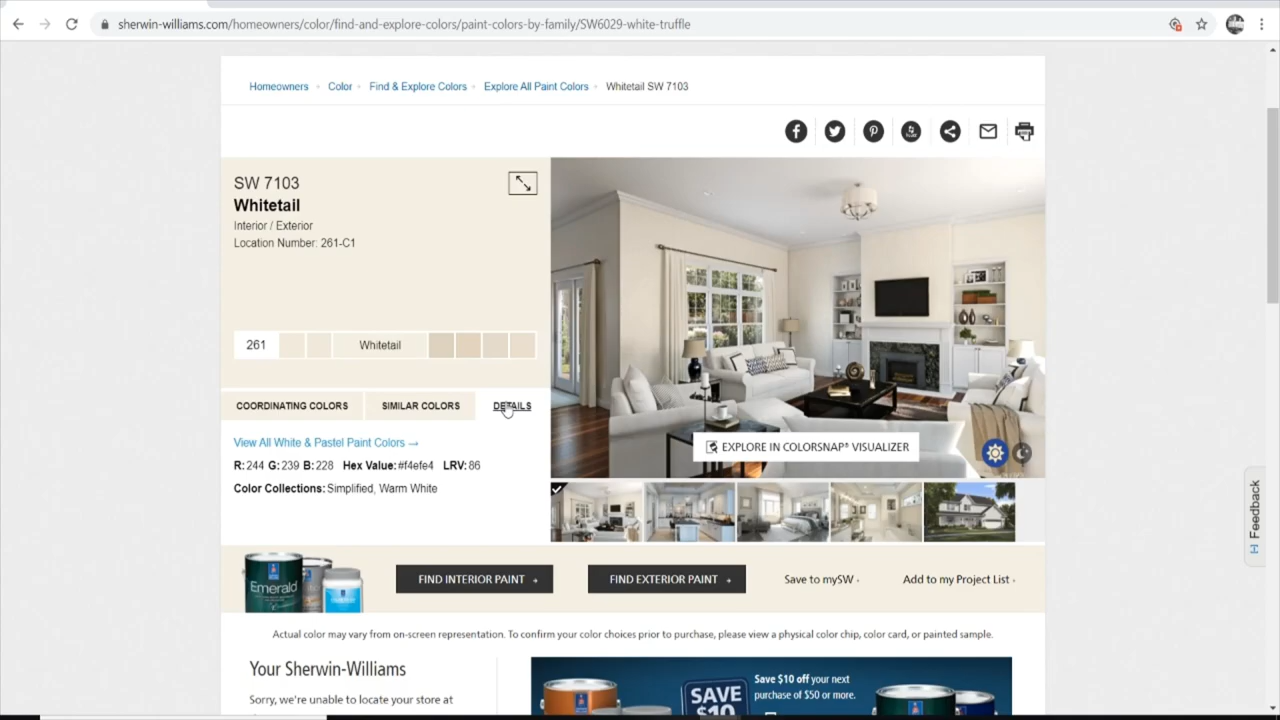 sherwin-williams.com/homeowners/color/find-and-explore-colors/paint-colors-by-family/SW6029-white-truffle
Homeowners
Color
Find & Explore Colors
Explore All Paint Colors
Whitetail SW 7103
SW 7103
Whitetail
Interior / Exterior
Location Number: 261-C1
261
Whitetail
COORDINATING COLORS
SIMILAR COLORS
DETAILS
View All White & Pastel Paint Colors →
R: 244 G: 239 B: 228 Hex Value: #f4efe4 LRV: 86
Color Collections: Simplified, Warm White
EXPLORE IN COLORSNAP® VISUALIZER
Feedback
Emerald
FIND INTERIOR PAINT
FIND EXTERIOR PAINT
Save to mySW
Add to my Project List
Actual color may vary from on-screen representation. To confirm your color choices prior to purchase, please view a physical color chip, color card, or painted sample.
Your Sherwin-Williams
Sorry, we're unable to locate your store at
SAVE
$10
Save $10 off your next
purchase of $50 or more.